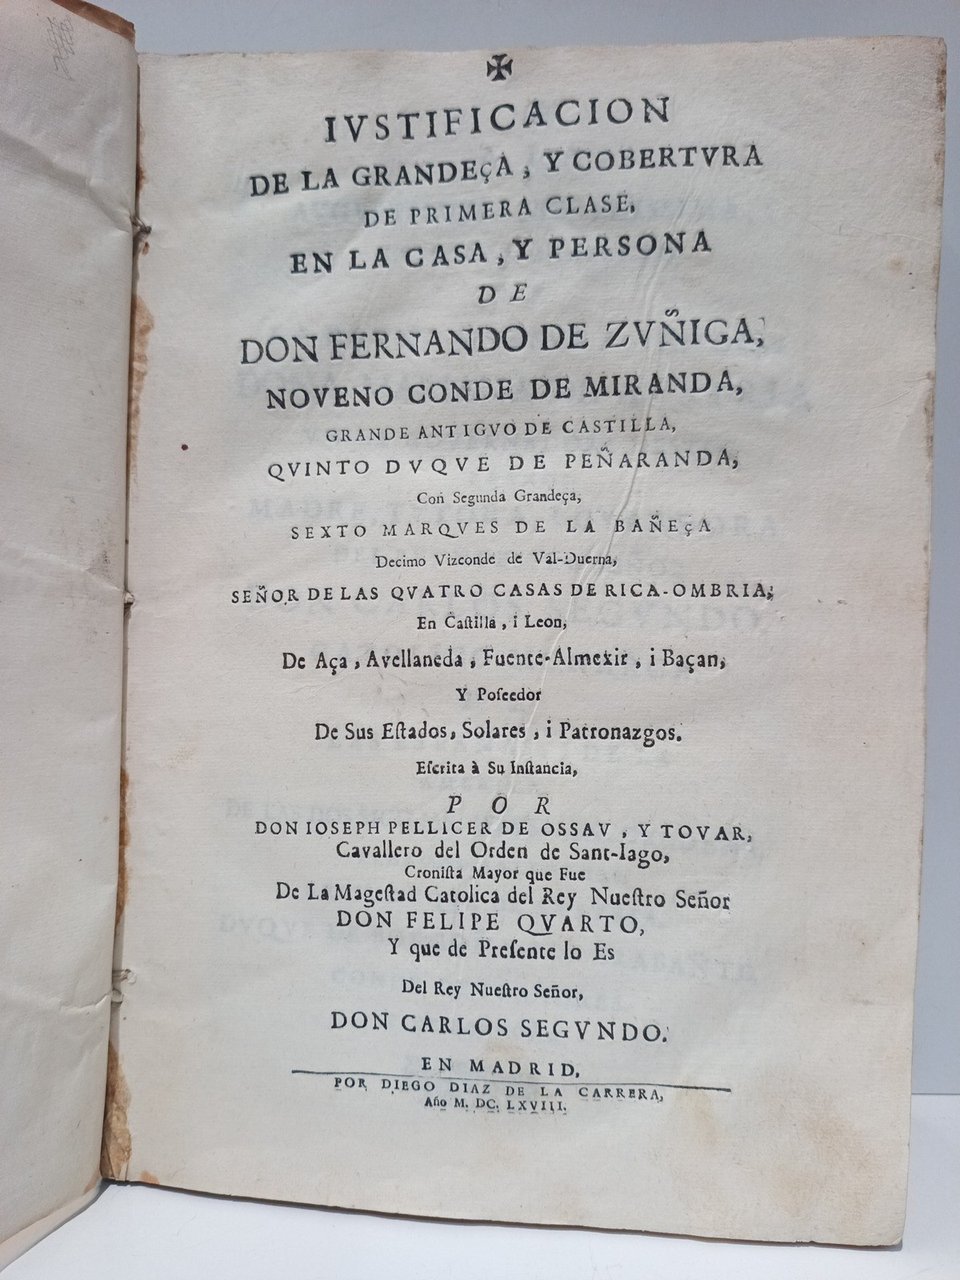 ✠
IVSTIFICACION
DE LA GRANDEçA, Y COBERTVRA
DE PRIMERA CLASE,
EN LA CASA, Y PERSONA
DE
DON FERNANDO DE ZVÑIGA,
NOVENO CONDE DE MIRANDA,
GRANDE ANTIGVO DE CASTILLA,
QVINTO DVQVE DE PEÑARANDA,
Con Segunda Grandeça,
SEXTO MARQVES DE LA BAÑEçA
Decimo Vizconde de Val-Duerna,
SEÑOR DE LAS QVATRO CASAS DE RICA-OMBRIA,
En Caſtilla, i Leon,
De Aça, Avellaneda, Fuente-Almexir, i Baçan,
Y Poſeedor
De Sus Eſtados, Solares, i Patronazgos.
Eſcrita à Su Inſtancia,
POR
DON IOSEPH PELLICER DE OSSAV, Y TOVAR,
Cavallero del Orden de Sant-Iago,
Croniſta Mayor que Fue
De La Mageſtad Catolica del Rey Nueſtro Señor
DON FELIPE QVARTO,
Y que de Preſente lo Es
Del Rey Nueſtro Señor,
DON CARLOS SEGVNDO.
EN MADRID,
POR DIEGO DIAZ DE LA CARRERA,
Año M. DC. LXVIII.